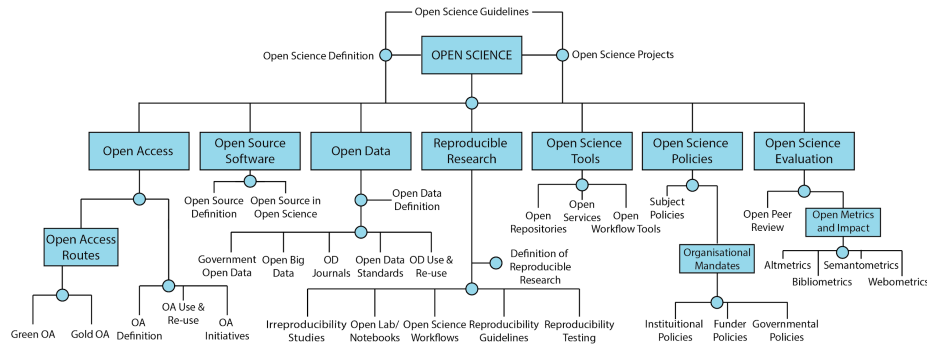 Open Science Guidelines
Open Science Definition
OPEN SCIENCE
Open Science Projects
Open Access
Open Source
Software
Open Data
Reproducible
Research
Open Science
Tools
Open Science
Policies
Open Science
Evaluation
Open Source
Definition
Open Source in
Open Science
Open Data
Definition
Open
Repositories
Open
Services
Open
Workflow Tools
Subject
Policies
Open Peer
Review
Open Metrics
and Impact
Open Access
Routes
Government
Open Data
Open Big
Data
OD
Journals
Open Data
Standards
OD Use &
Re-use
Definition of
Reproducible
Research
Organisational
Mandates
Altmetrics
Bibliometrics
Semantometrics
Webometrics
Green OA
Gold OA
OA
Definition
OA Use &
Re-use
OA
Initiatives
Irreproducibility
Studies
Open Lab/
Notebooks
Open Science
Workflows
Reproducibility
Guidelines
Reproducibility
Testing
Instituitional
Policies
Funder
Policies
Governmental
Policies